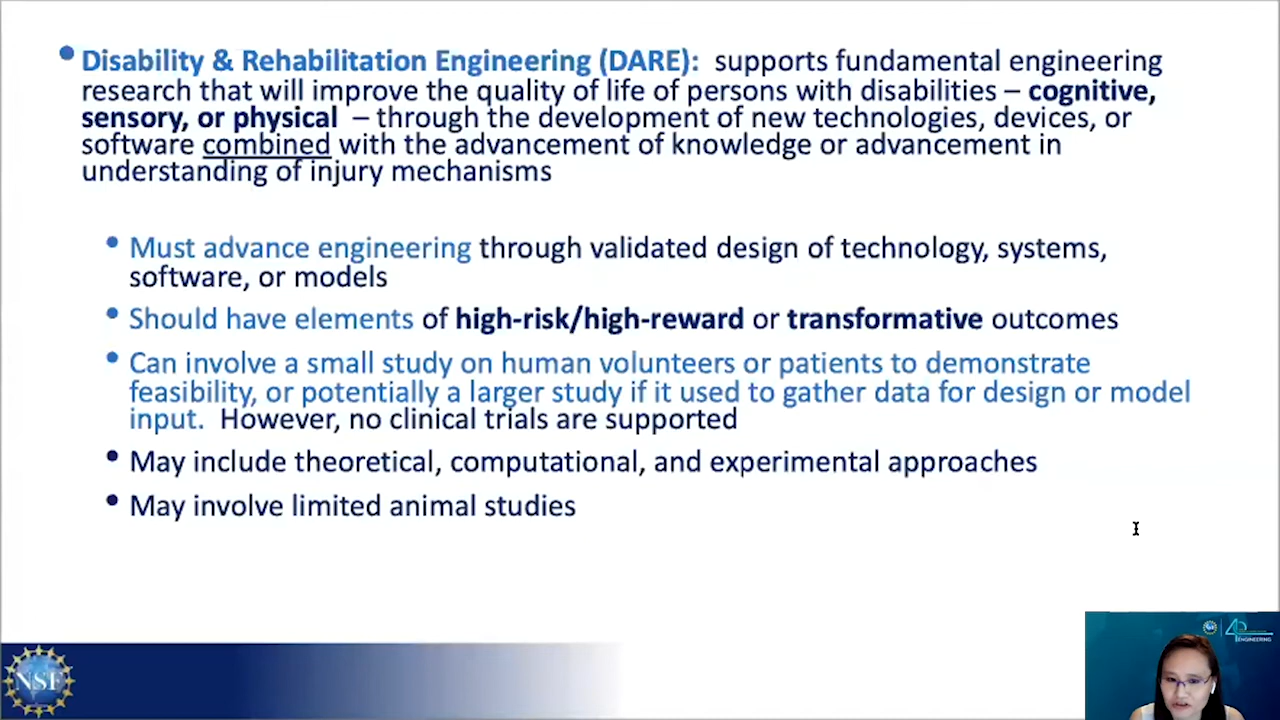 • Disability & Rehabilitation Engineering (DARE):  supports fundamental engineering
research that will improve the quality of life of persons with disabilities – cognitive,
sensory, or physical  – through the development of new technologies, devices, or
software combined with the advancement of knowledge or advancement in
understanding of injury mechanisms
• Must advance engineering through validated design of technology, systems,
software, or models
• Should have elements of high-risk/high-reward or transformative outcomes
• Can involve a small study on human volunteers or patients to demonstrate
feasibility, or potentially a larger study if it used to gather data for design or model
input.  However, no clinical trials are supported
• May include theoretical, computational, and experimental approaches
• May involve limited animal studies
NSF
ENGINEERING